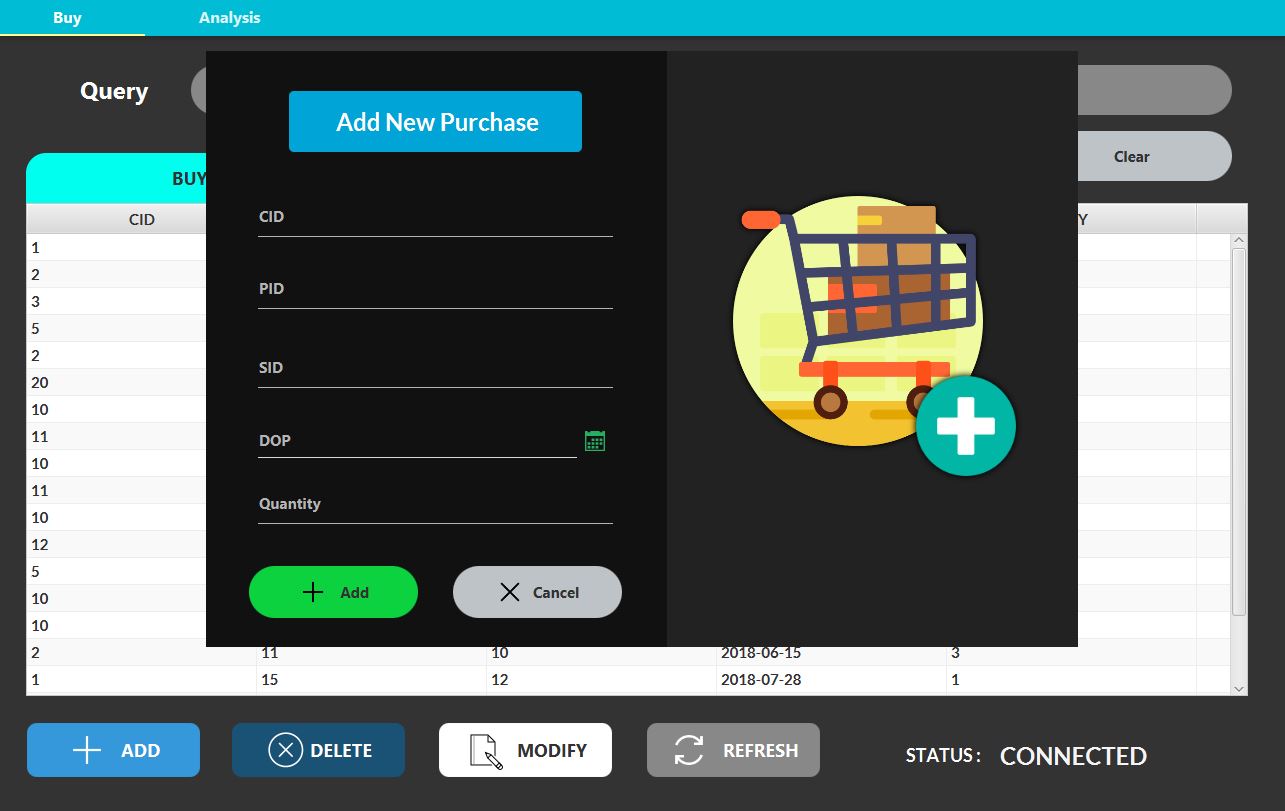 Buy Analysis
Query
Add New Purchase
Clear
BUY
CID
Y
CID
PID
SID
DOP
Quantity
Add Cancel
1
2
3
5
2
20
10
11
10
11
10
12
5
10
10
2 11 10 2018-06-15 3
1 15 12 2018-07-28 1
ADD DELETE MODIFY REFRESH STATUS : CONNECTED